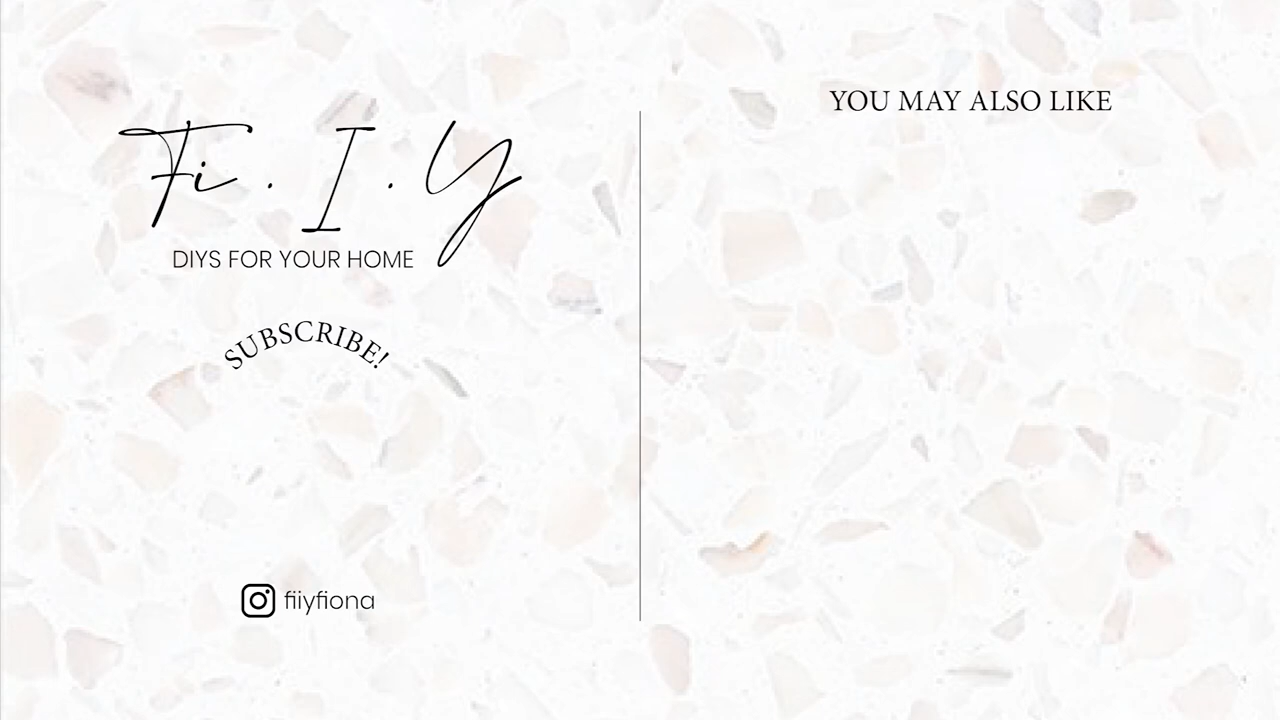 Fi . I . Y
DIYS FOR YOUR HOME
SUBSCRIBE!
fiiyfiona
YOU MAY ALSO LIKE